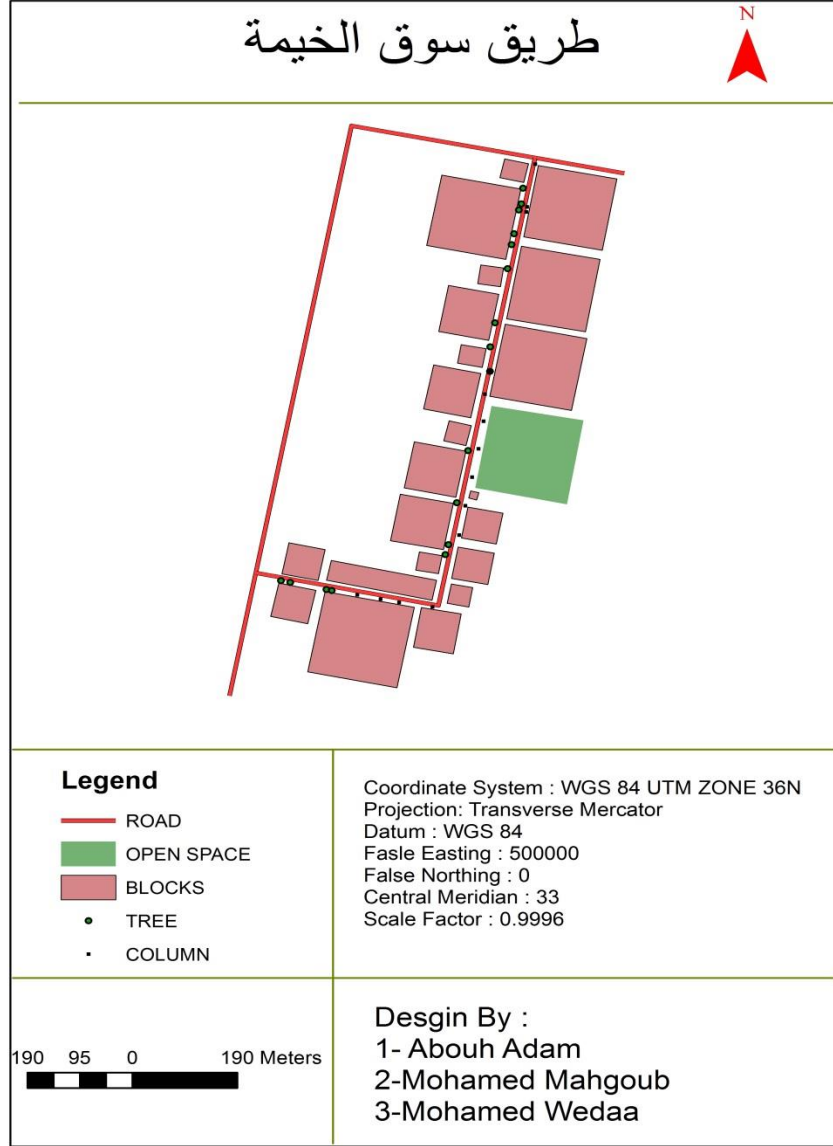 طريق سوق الخيمة
N
Legend
ROAD
OPEN SPACE
BLOCKS
TREE
COLUMN
Coordinate System : WGS 84 UTM ZONE 36N
Projection: Transverse Mercator
Datum : WGS 84
Fasle Easting : 500000
False Northing : 0
Central Meridian : 33
Scale Factor : 0.9996
190 95 0 190 Meters
Desgin By :
1- Abouh Adam
2-Mohamed Mahgoub
3-Mohamed Wedaa